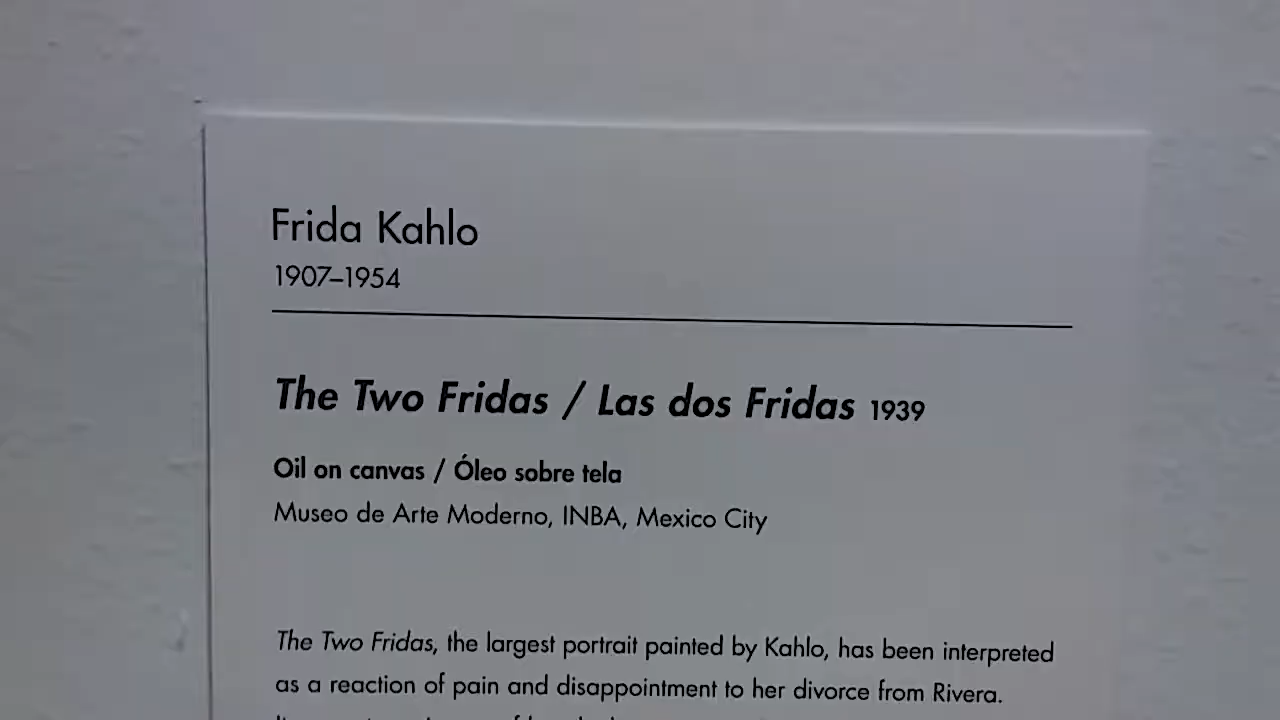 Frida Kahlo
1907–1954
The Two Fridas / Las dos Fridas 1939
Oil on canvas / Óleo sobre tela
Museo de Arte Moderno, INBA, Mexico City
The Two Fridas, the largest portrait painted by Kahlo, has been interpreted
as a reaction of pain and disappointment to her divorce from Rivera.